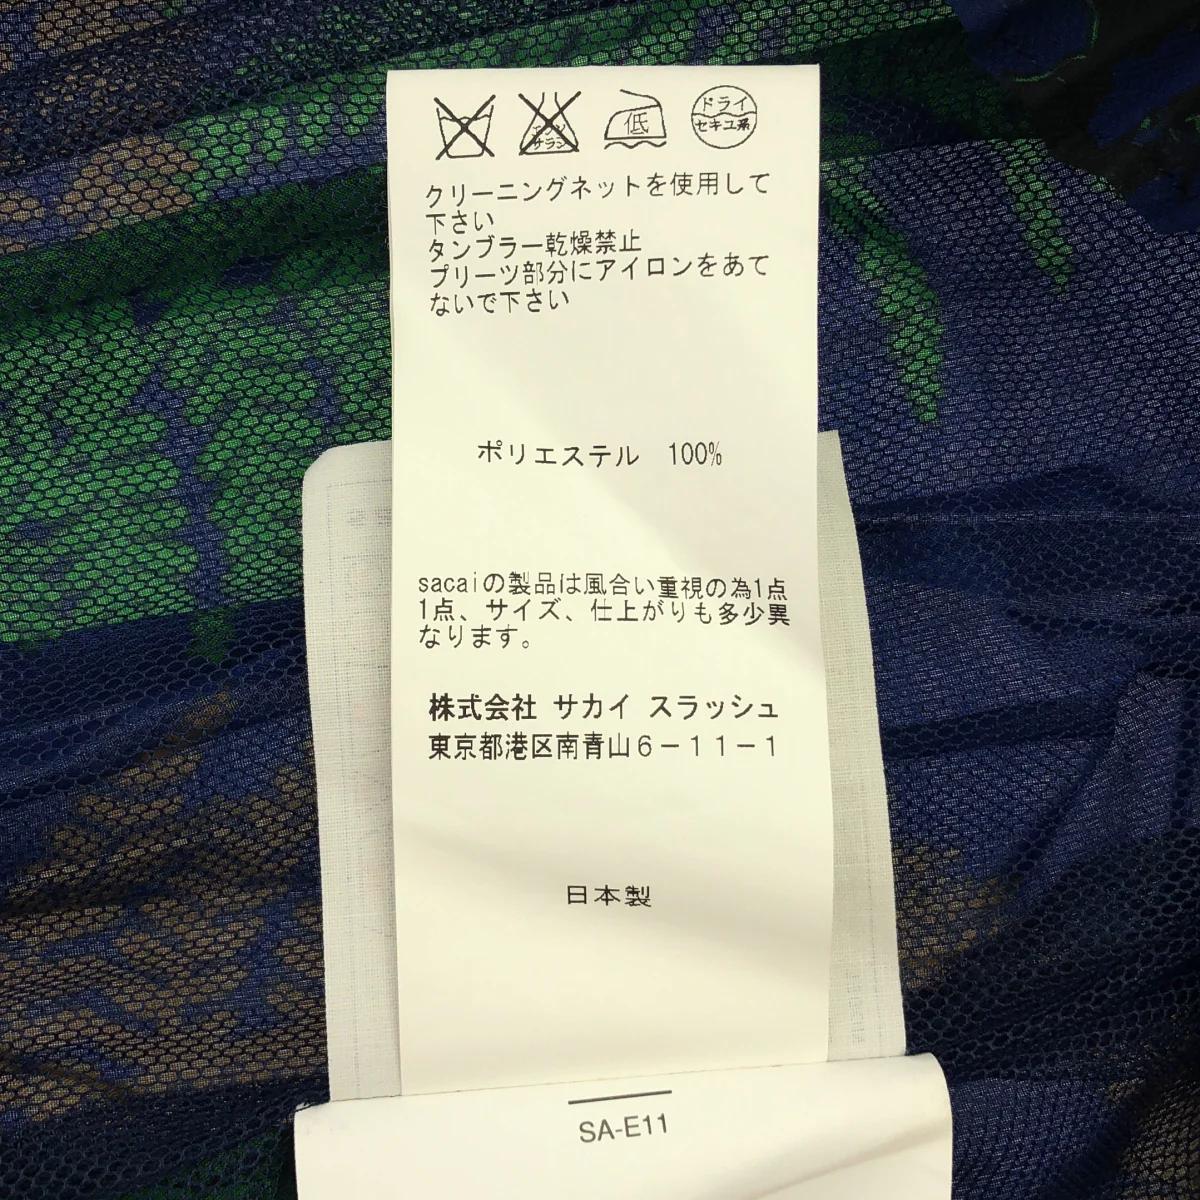 エンソ
サラシ
低
ドライ
セキユ系
クリーニングネットを使用して
下さい
タンブラー乾燥禁止
プリーツ部分にアイロンをあて
ないで下さい
ポリエステル 100%
sacaiの製品は風合い重視の為1点
1点、サイズ、仕上がりも多少異
なります。
株式会社 サカイ スラッシュ
東京都港区南青山6－11－1
日本製
SA-E11